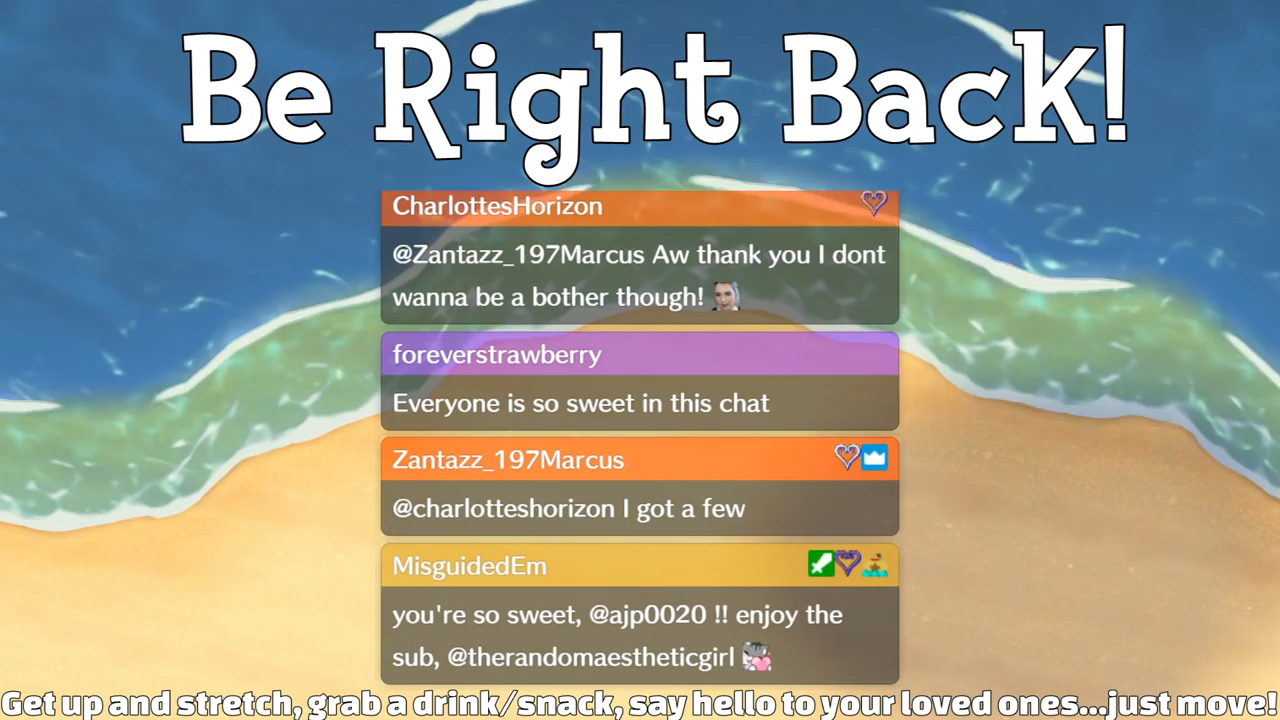 Be Right Back!
CharlottesHorizon
@Zantazz_197Marcus Aw thank you I dont
wanna be a bother though!
foreverstrawberry
Everyone is so sweet in this chat
Zantazz_197Marcus
@charlotteshorizon I got a few
MisguidedEm
you're so sweet, @ajp0020 !! enjoy the
sub, @therandomaestheticgirl
Get up and stretch, grab a drink/snack, say hello to your loved ones...just move!